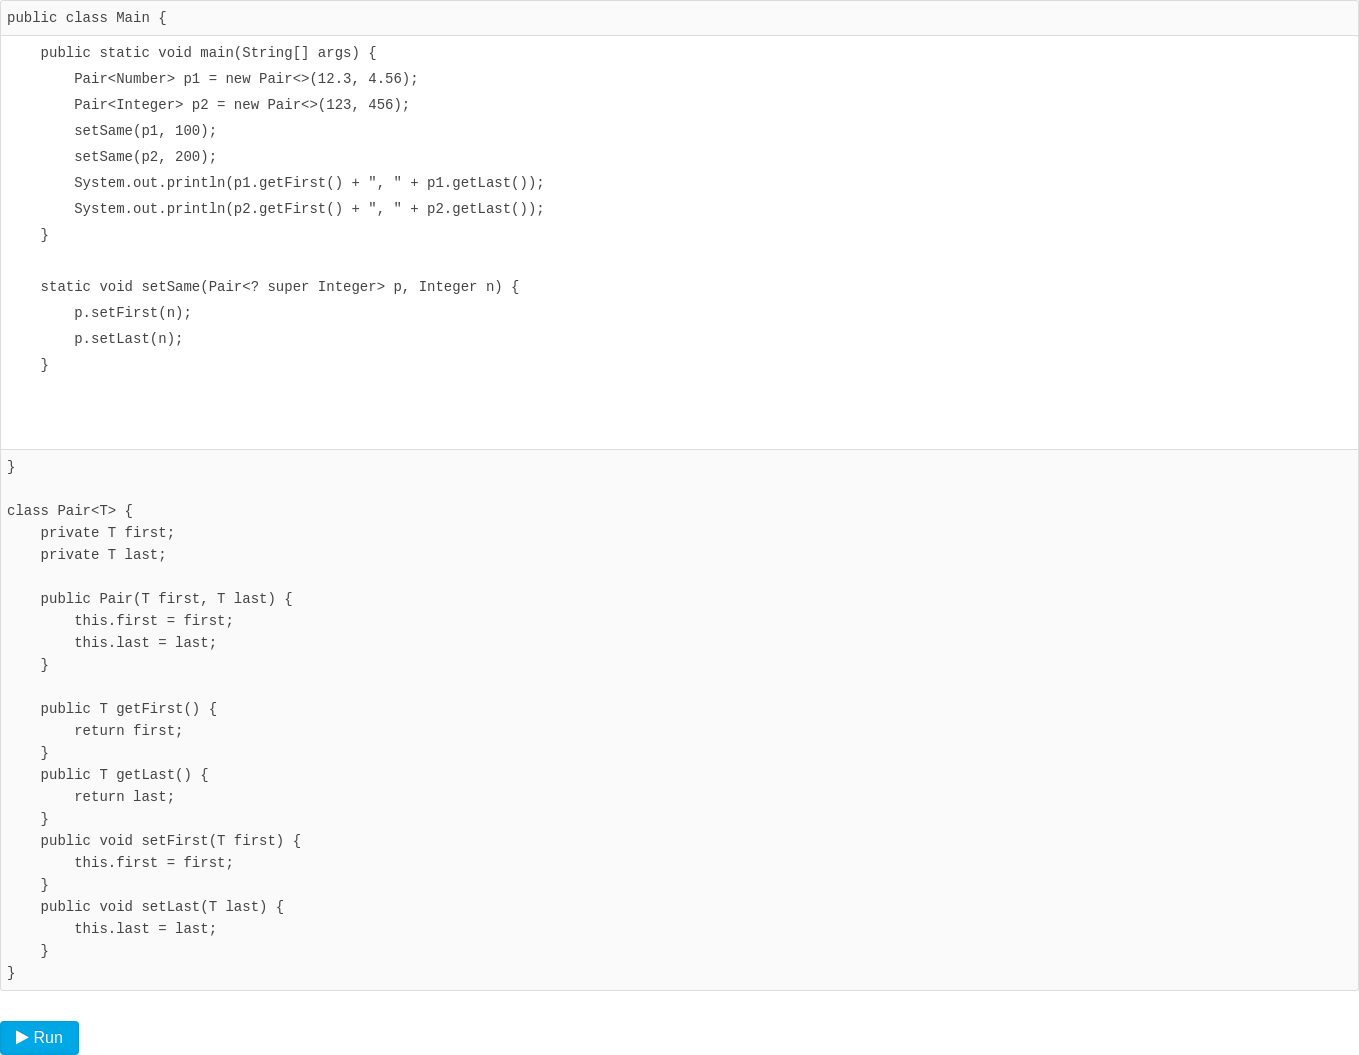 public class Main {
    public static void main(String[] args) {
        Pair<Number> p1 = new Pair<>(12.3, 4.56);
        Pair<Integer> p2 = new Pair<>(123, 456);
        setSame(p1, 100);
        setSame(p2, 200);
        System.out.println(p1.getFirst() + ", " + p1.getLast());
        System.out.println(p2.getFirst() + ", " + p2.getLast());
    }

    static void setSame(Pair<? super Integer> p, Integer n) {
        p.setFirst(n);
        p.setLast(n);
    }

}

class Pair<T> {
    private T first;
    private T last;

    public Pair(T first, T last) {
        this.first = first;
        this.last = last;
    }

    public T getFirst() {
        return first;
    }
    public T getLast() {
        return last;
    }
    public void setFirst(T first) {
        this.first = first;
    }
    public void setLast(T last) {
        this.last = last;
    }
}
Run